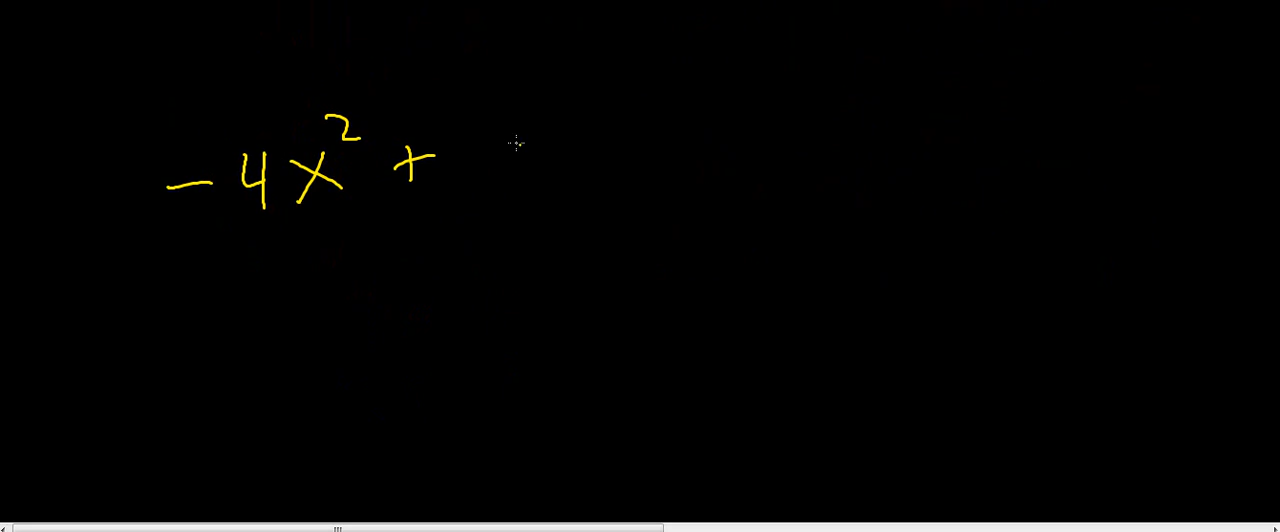 - 4x² +